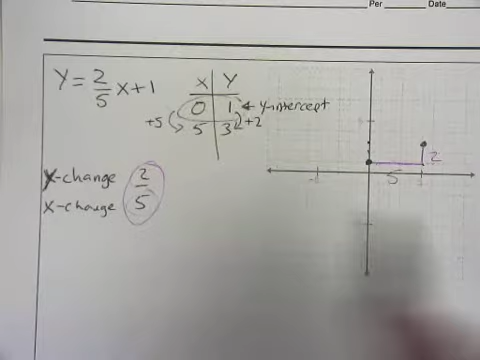 Per Date
y = 2/5 x + 1
X Y
0 1 ← y-intercept
+5 5 3 +2
y-change 2
x-change 5
2
5